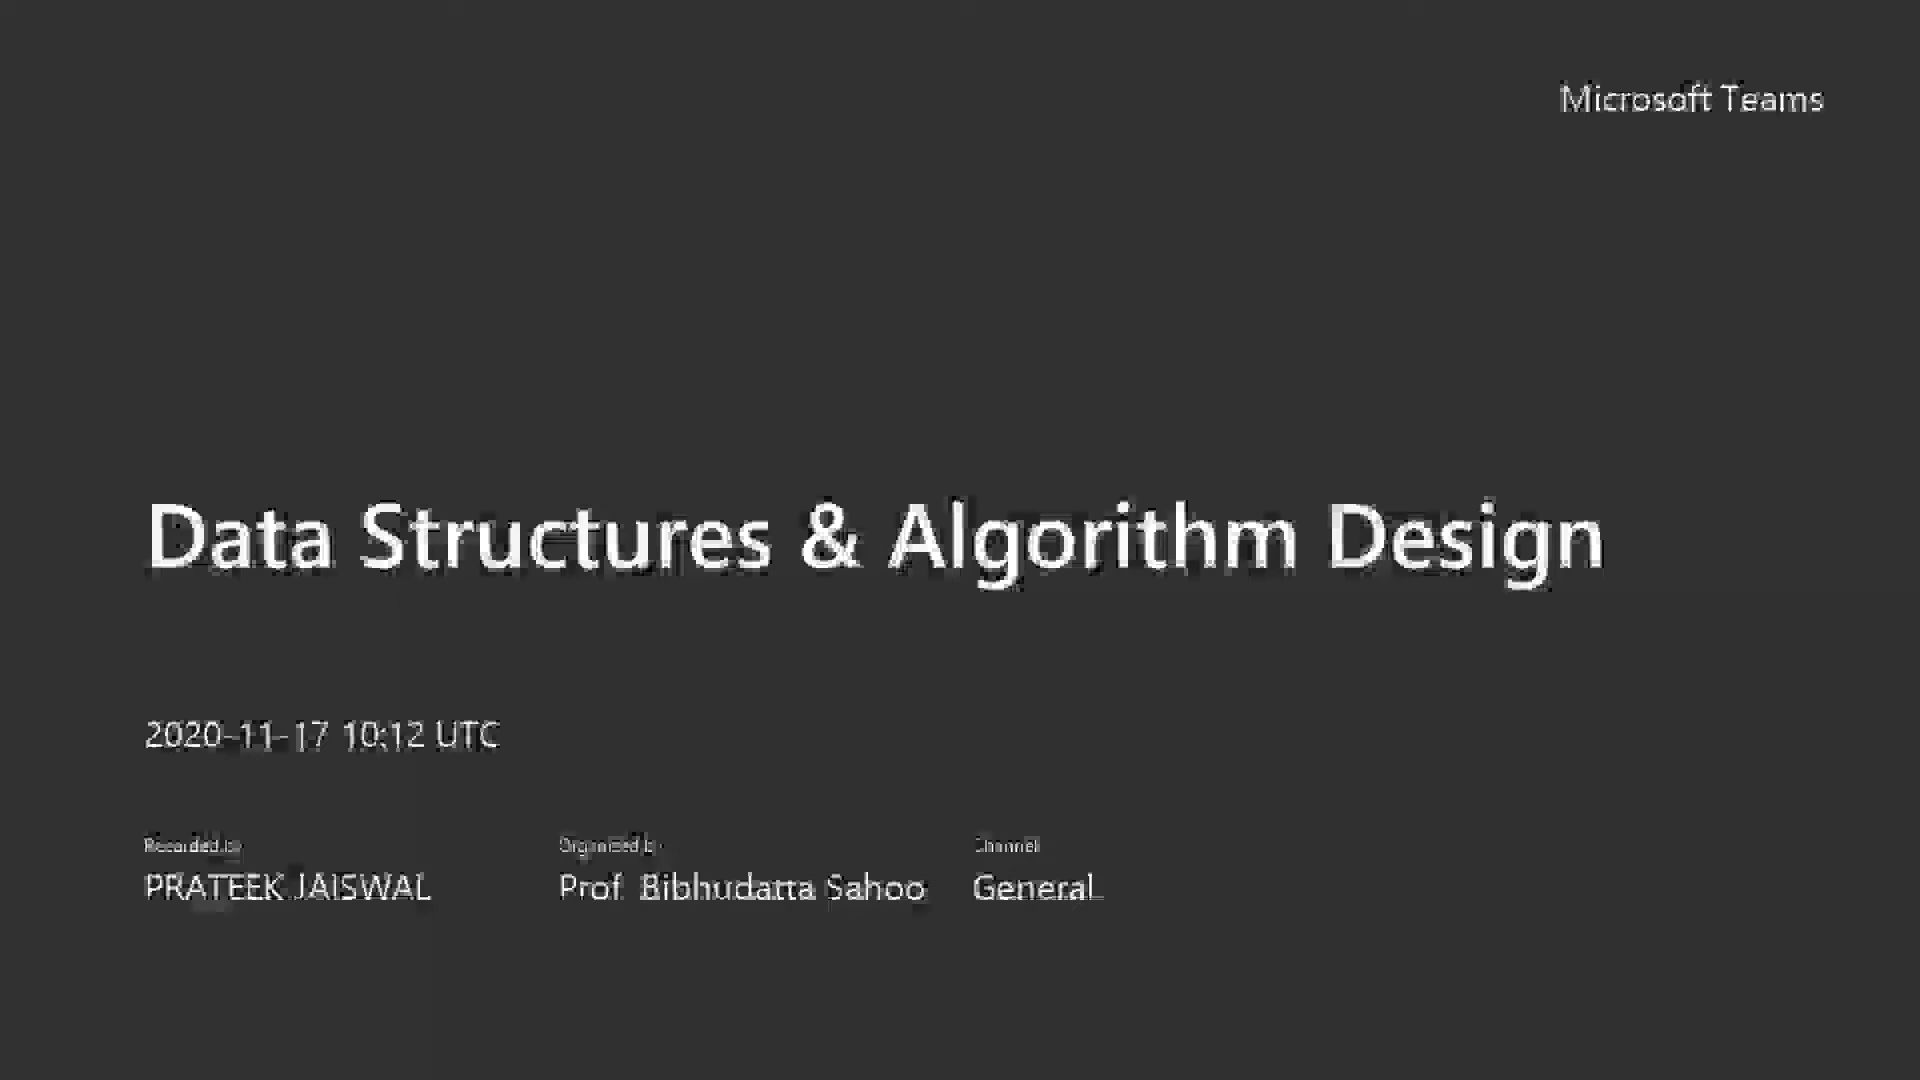 Microsoft Teams
Data Structures & Algorithm Design
2020-11-17 10:12 UTC
Recorded by Organized by Channel
PRATEEK JAISWAL Prof. Bibhudatta Sahoo General